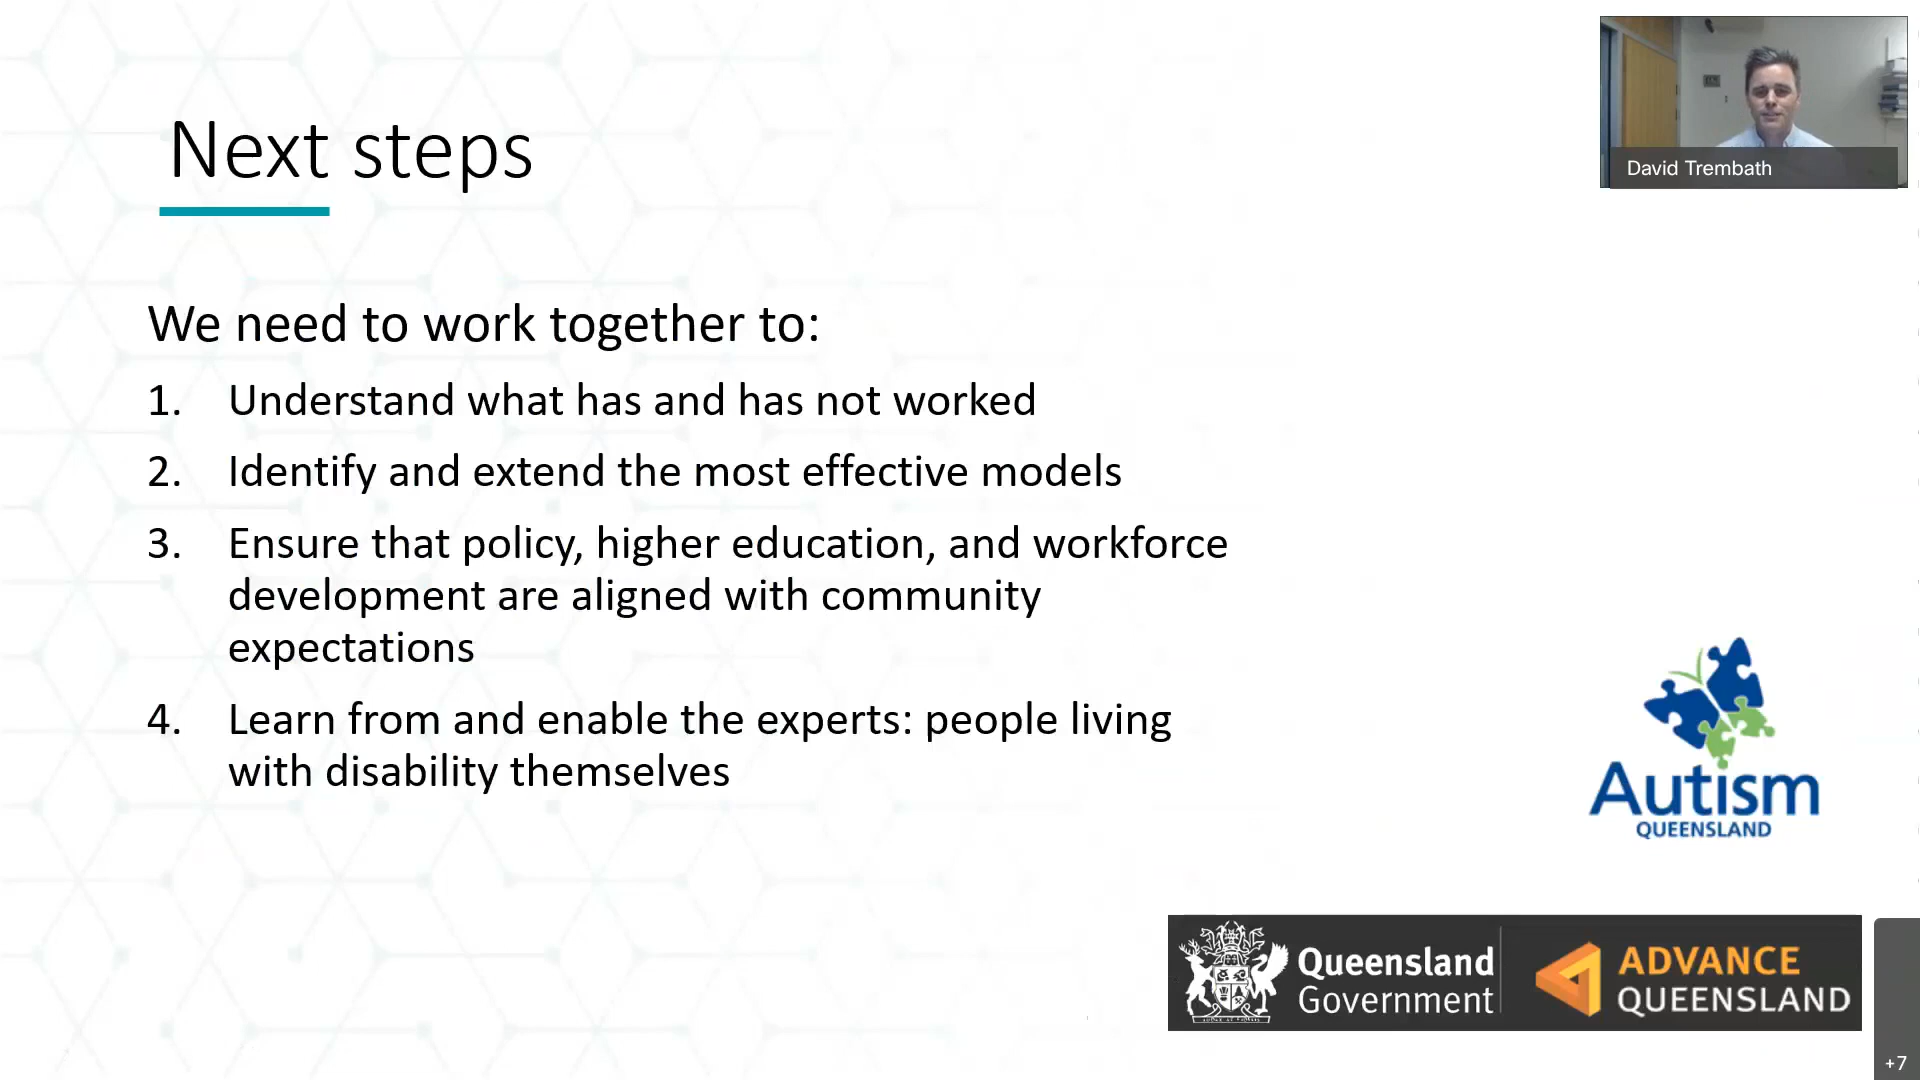 Next steps
David Trembath
We need to work together to:
1. Understand what has and has not worked
2. Identify and extend the most effective models
3. Ensure that policy, higher education, and workforce
development are aligned with community
expectations
4. Learn from and enable the experts: people living
with disability themselves
Autism
QUEENSLAND
Queensland
Government
ADVANCE
QUEENSLAND
+7